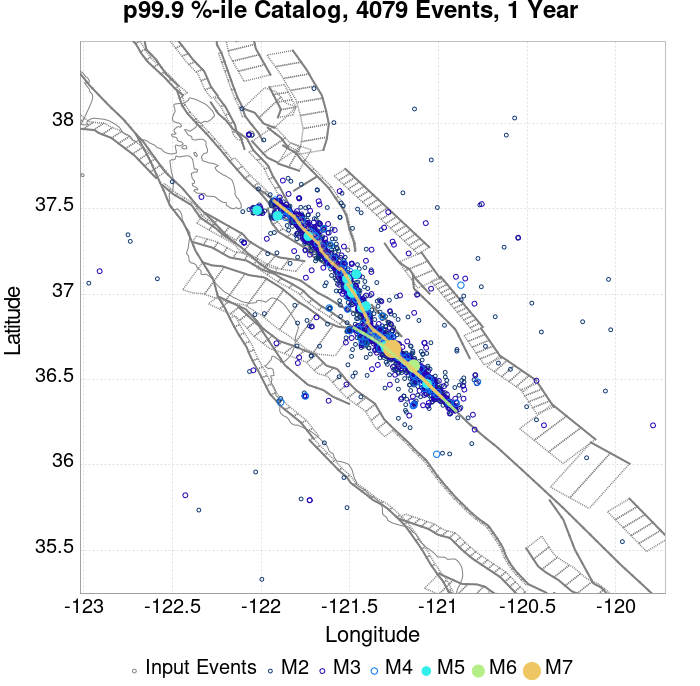 p99.9 %-ile Catalog, 4079 Events, 1 Year
38
37.5
37
36.5
36
35.5
Latitude
-123 -122.5 -122 -121.5 -121 -120.5 -120
Longitude
Input Events M2 M3 M4 M5 M6 M7